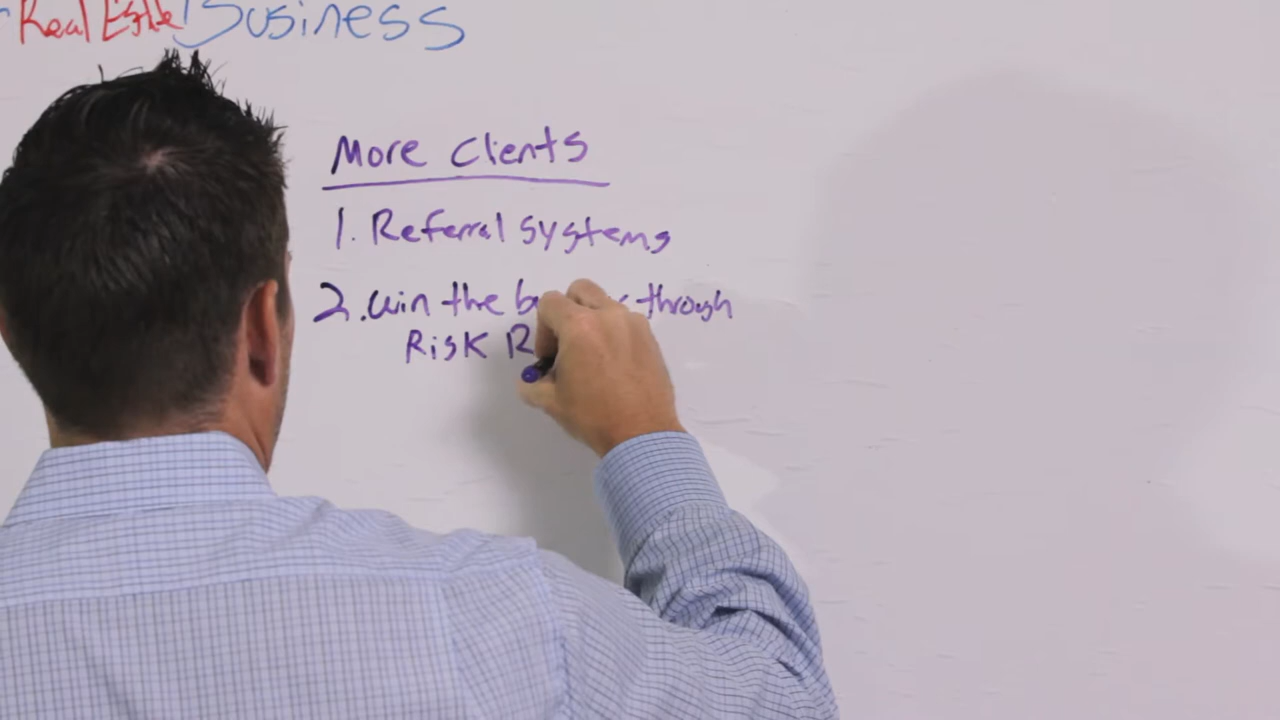 Real Estate Business
More Clients
1. Referral Systems
2. Win the through
Risk R